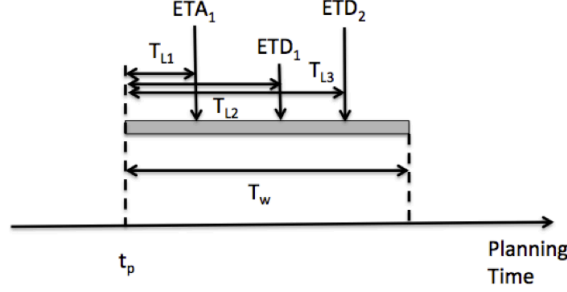 ETA1
ETD2
ETD1
TL1
TL3
TL2
Tw
tp
Planning
Time